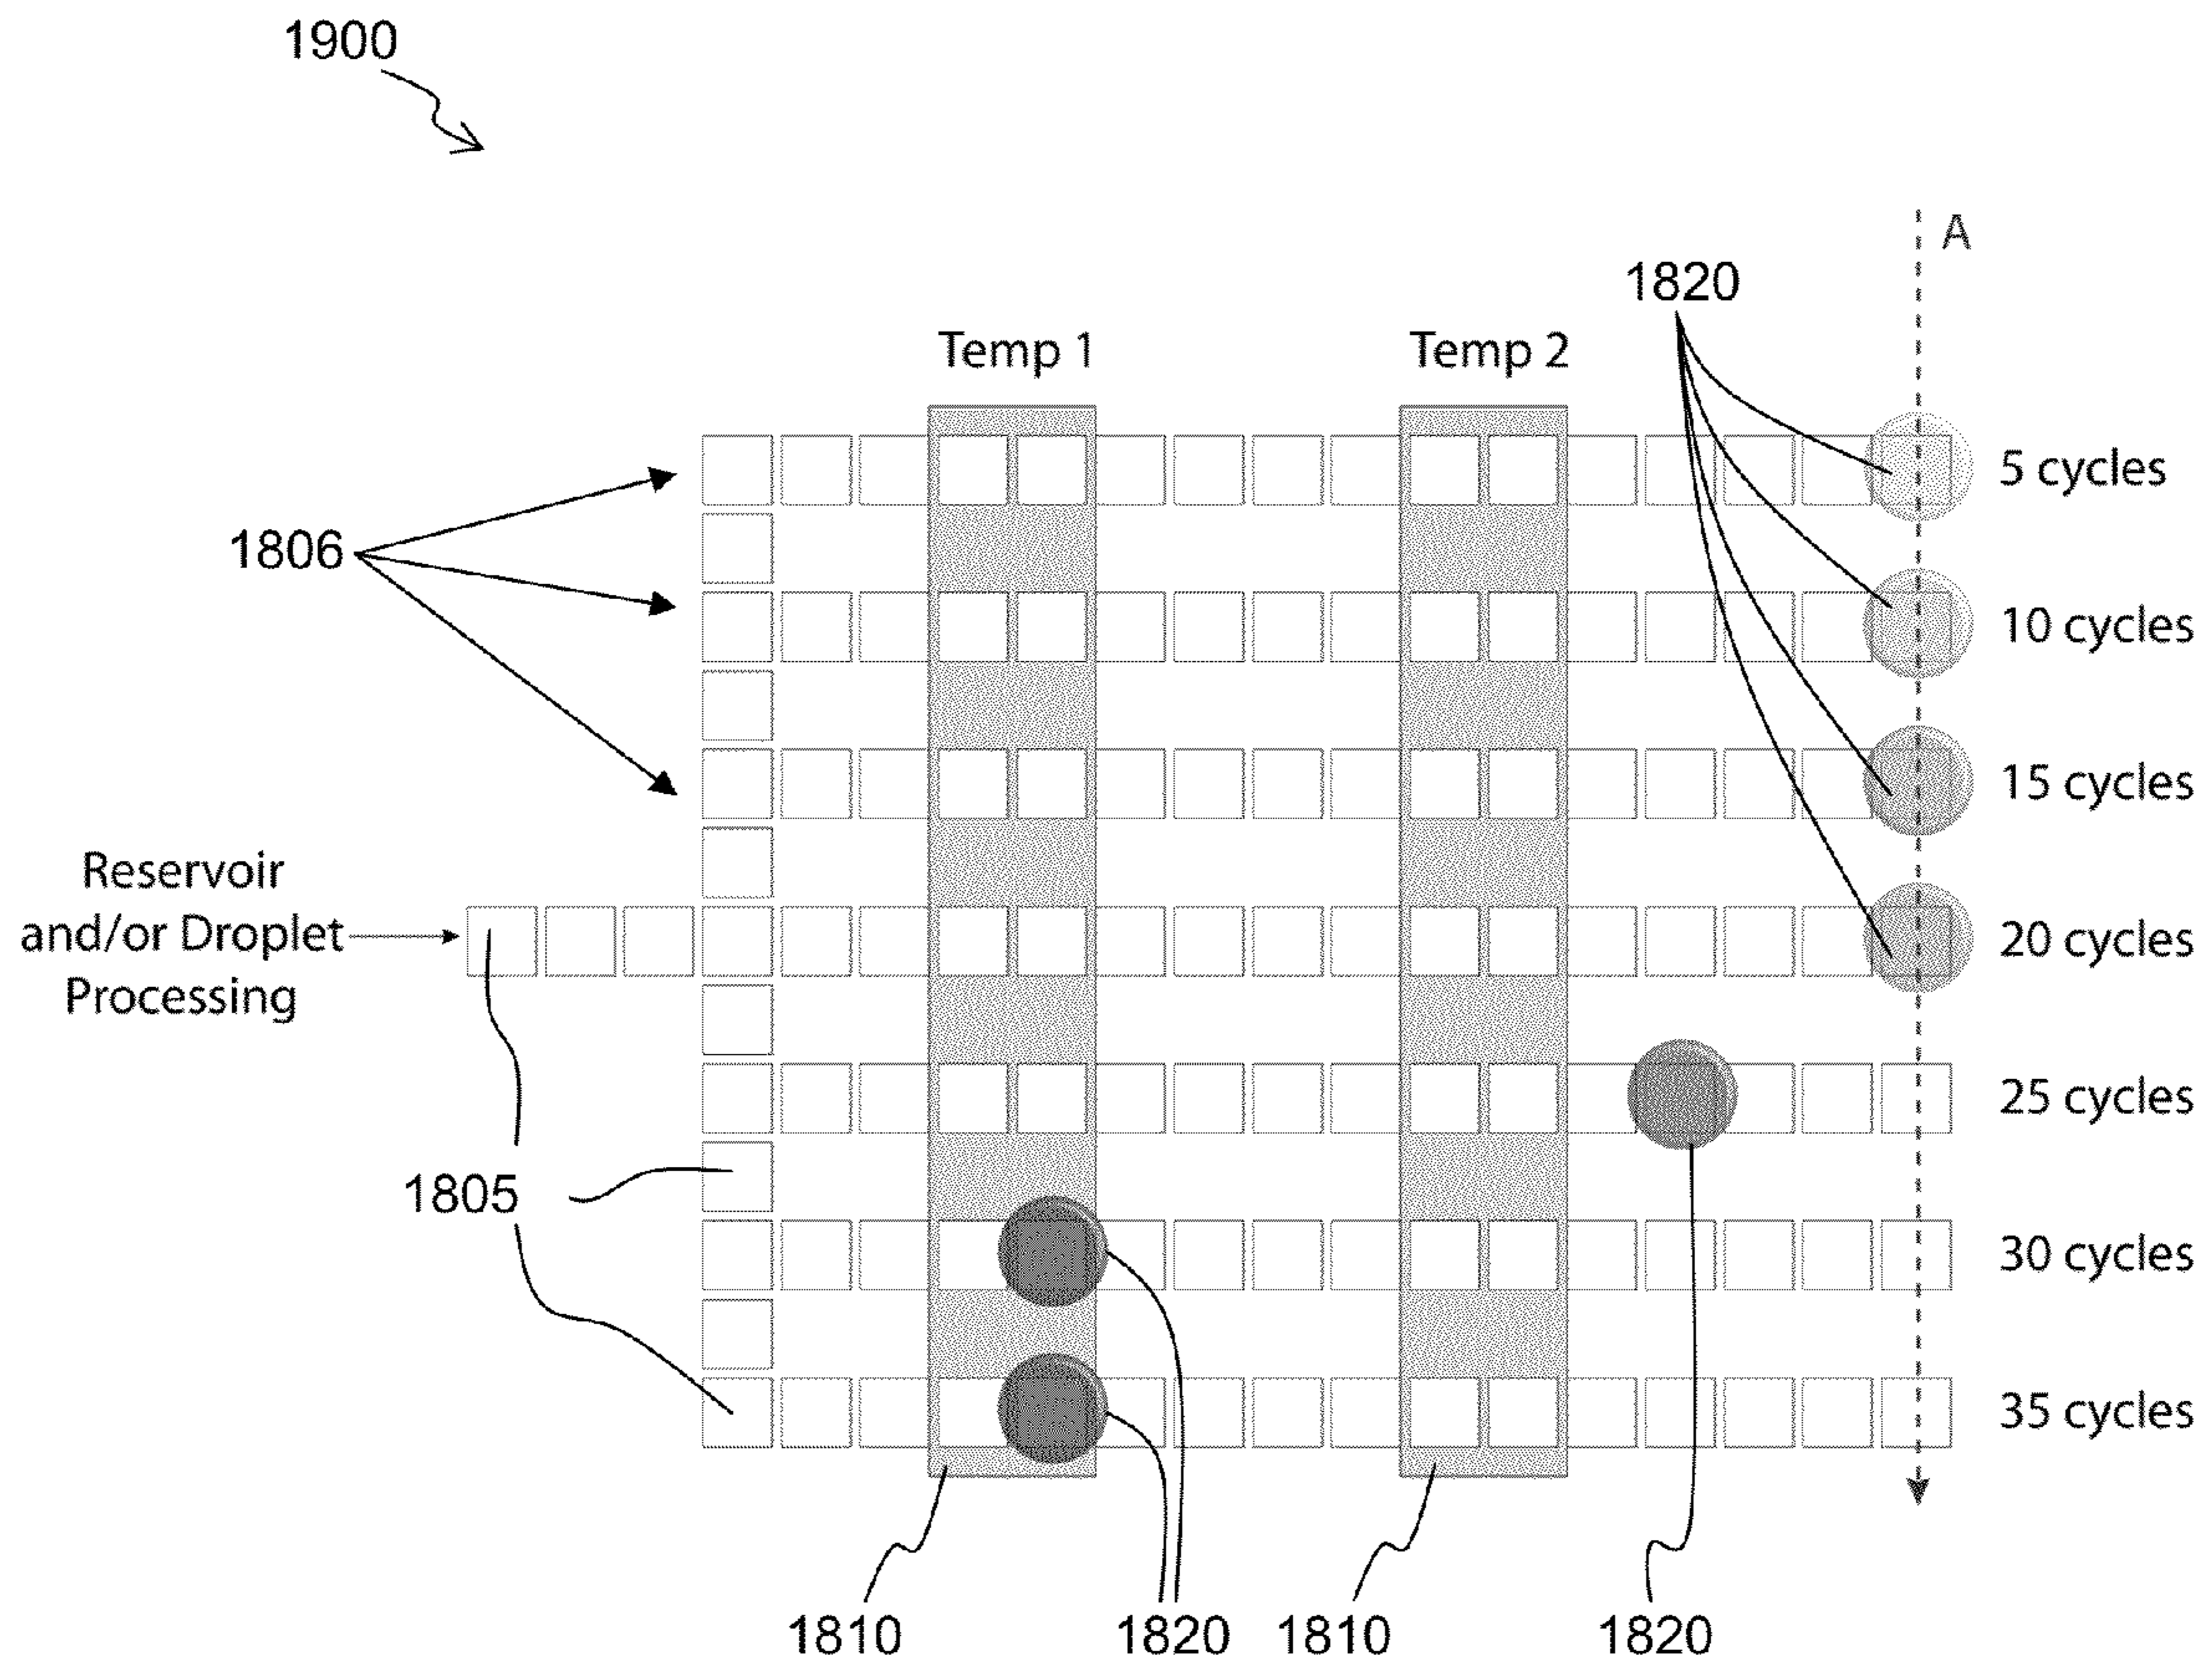 1900
A
1820
Temp 1
Temp 2
5 cycles
1806
10 cycles
15 cycles
Reservoir
and/or Droplet
Processing
20 cycles
25 cycles
1805
30 cycles
35 cycles
1810
1820
1810
1820